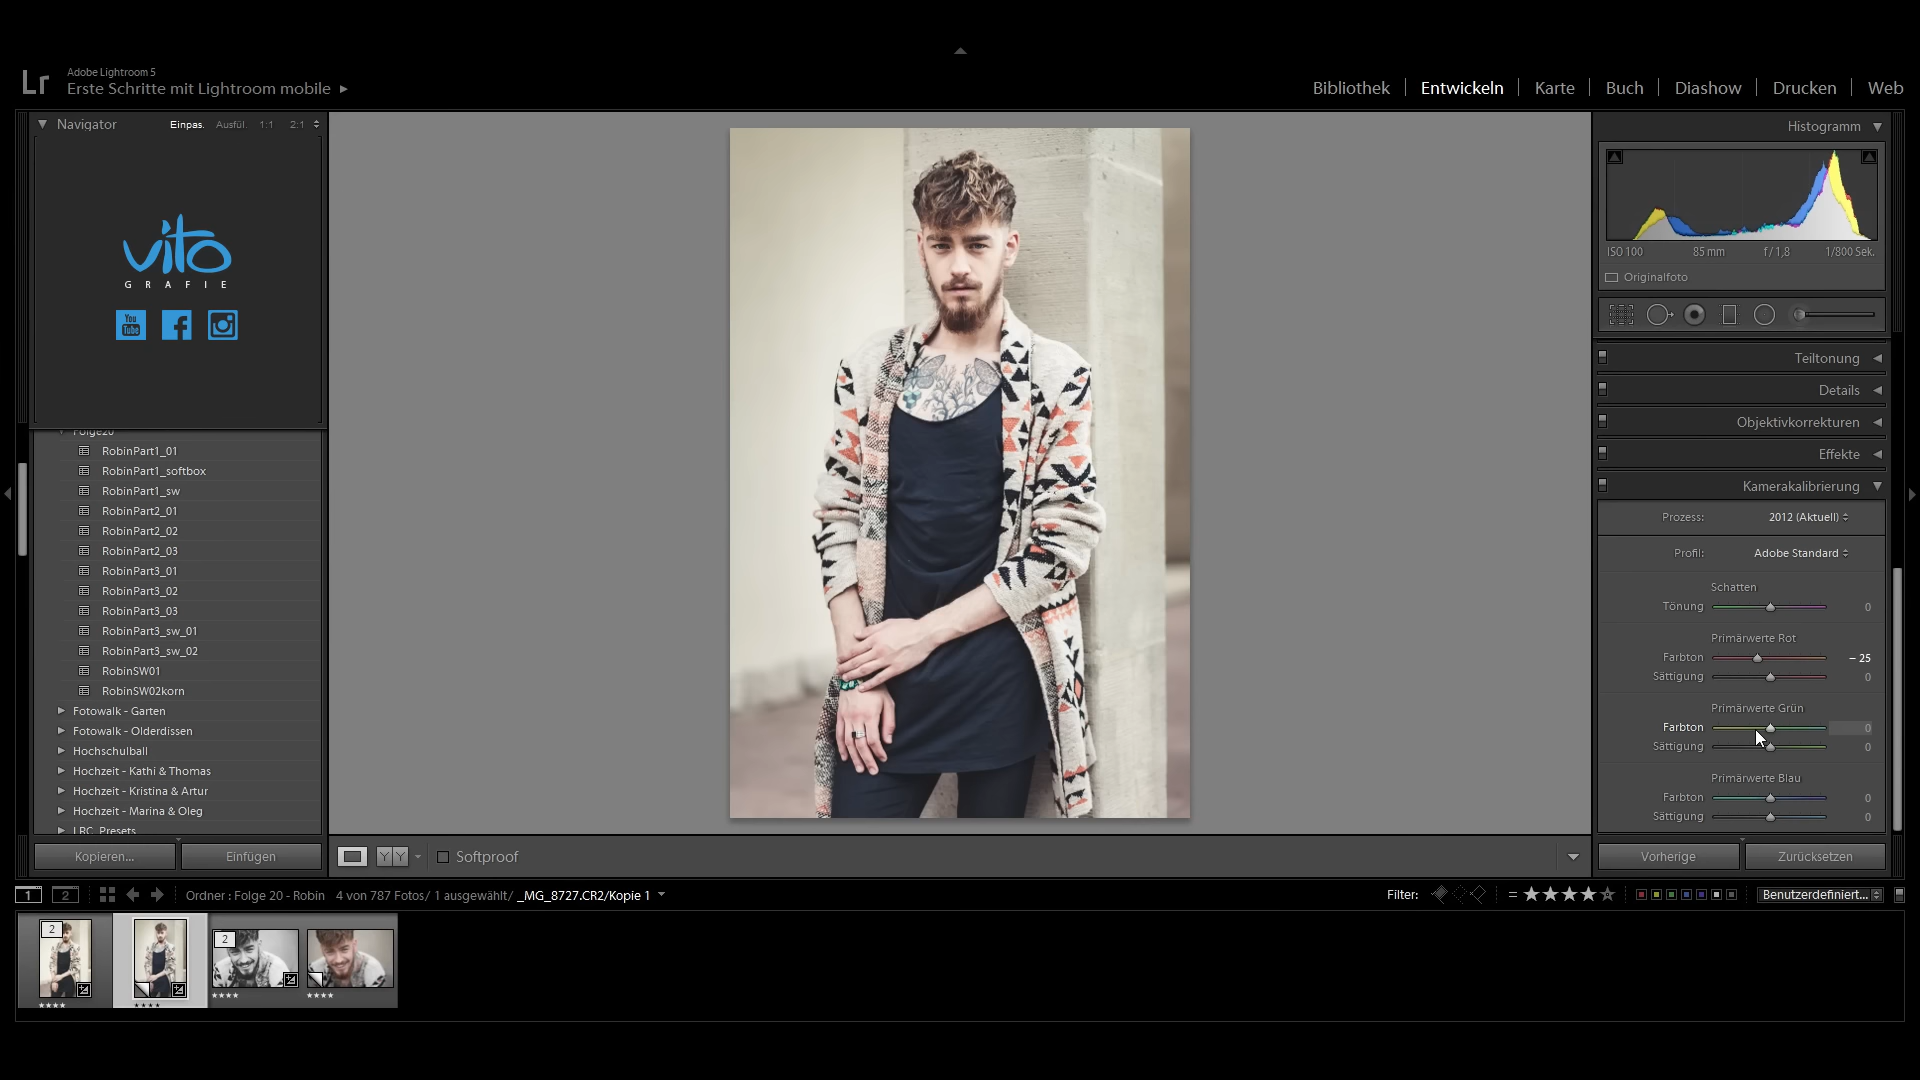 Adobe Lightroom 5
Erste Schritte mit Lightroom mobile
Bibliothek | Entwickeln | Karte | Buch | Diashow | Drucken | Web
Navigator Einpas. Ausfül. 1:1 2:1
vito
GRAFIE
You Tube
Folge20
RobinPart1_01
RobinPart1_softbox
RobinPart1_sw
RobinPart2_01
RobinPart2_02
RobinPart2_03
RobinPart3_01
RobinPart3_02
RobinPart3_03
RobinPart3_sw_01
RobinPart3_sw_02
RobinSW01
RobinSW02korn
Fotowalk - Garten
Fotowalk - Olderdissen
Hochschulball
Hochzeit - Kathi & Thomas
Hochzeit - Kristina & Artur
Hochzeit - Marina & Oleg
LRC_Presets
Kopieren... Einfügen
Softproof
Histogramm
ISO 100 85 mm f / 1,8 1/800 Sek.
Originalfoto
Teiltonung
Details
Objektivkorrekturen
Effekte
Kamerakalibrierung
Prozess: 2012 (Aktuell)
Profil: Adobe Standard
Schatten
Tönung 0
Primärwerte Rot
Farbton – 25
Sättigung 0
Primärwerte Grün
Farbton 0
Sättigung 0
Primärwerte Blau
Farbton 0
Sättigung 0
Vorherige Zurücksetzen
1 2 Ordner : Folge 20 - Robin 4 von 787 Fotos/ 1 ausgewählt/ _MG_8727.CR2/Kopie 1 Filter: Benutzerdefiniert...
2 2